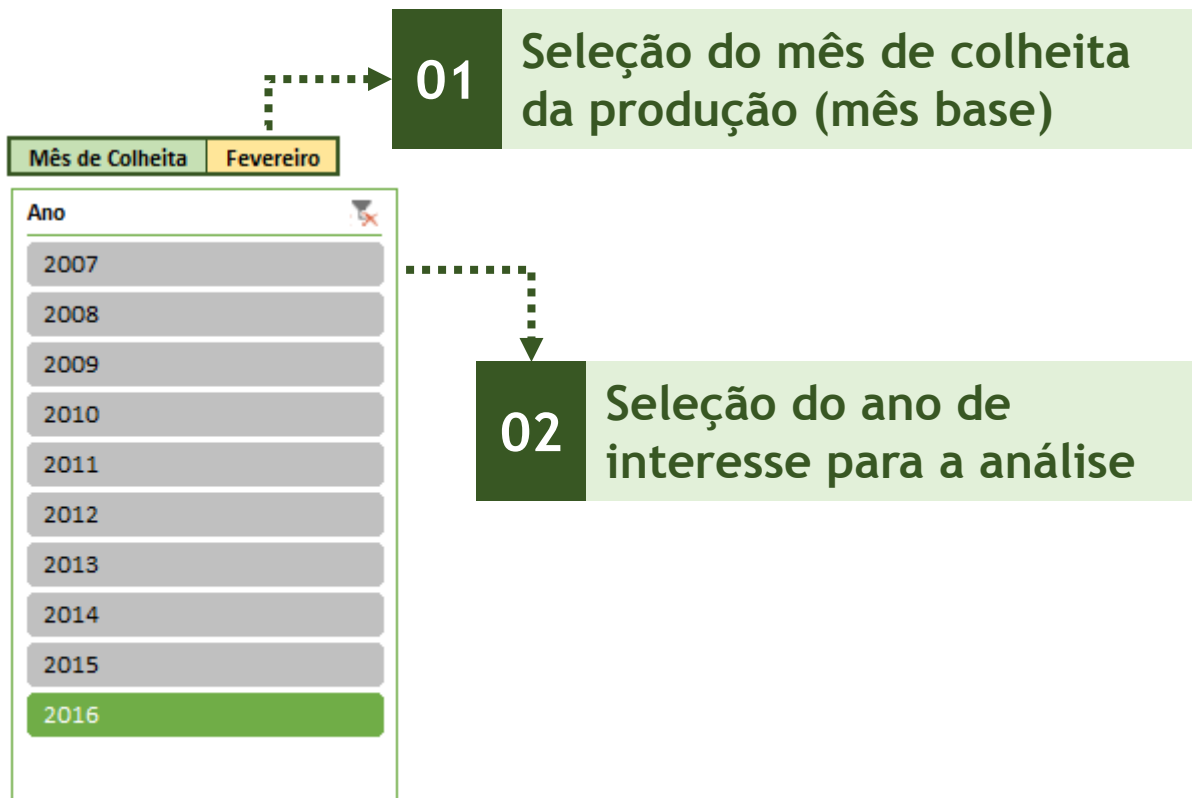 01
Seleção do mês de colheita
da produção (mês base)
Mês de Colheita Fevereiro
Ano
2007
2008
2009
2010
2011
2012
2013
2014
2015
2016
02
Seleção do ano de
interesse para a análise